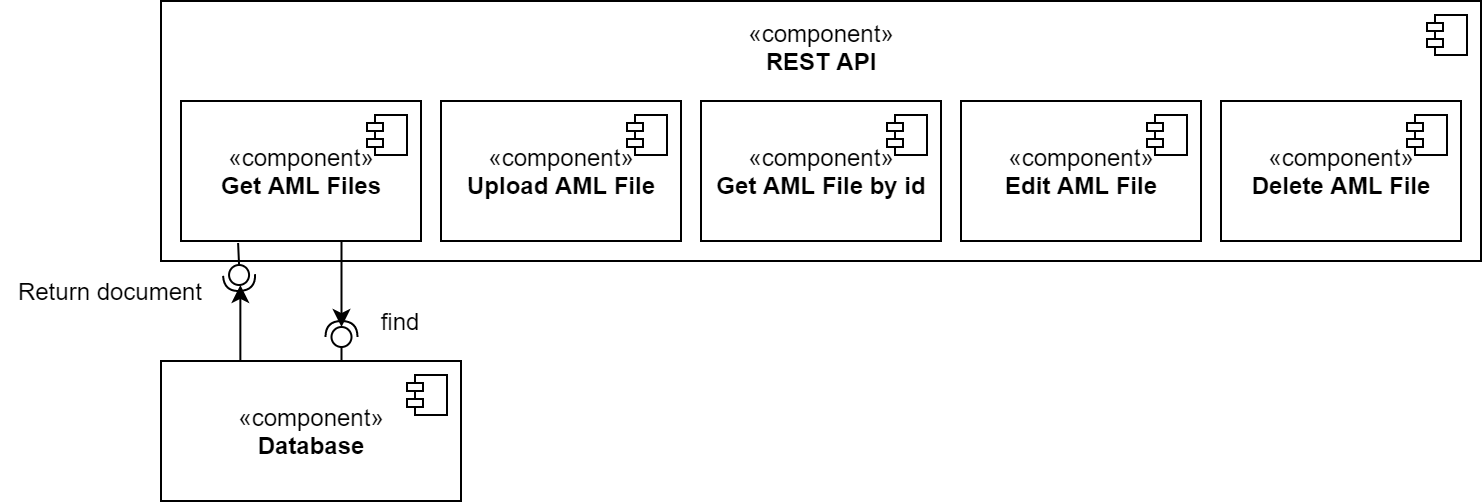 «component»
REST API
«component»
Get AML Files
«component»
Upload AML File
«component»
Get AML File by id
«component»
Edit AML File
«component»
Delete AML File
Return document
find
«component»
Database